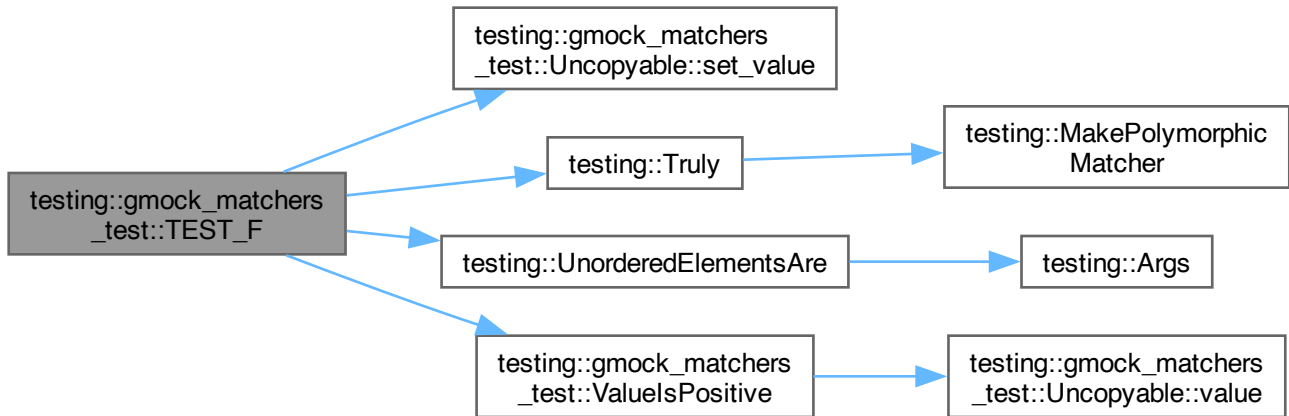 testing::gmock_matchers
_test::Uncopyable::set_value
testing::MakePolymorphic
Matcher
testing::Truly
testing::gmock_matchers
_test::TEST_F
testing::UnorderedElementsAre
testing::Args
testing::gmock_matchers
_test::ValueIsPositive
testing::gmock_matchers
_test::Uncopyable::value